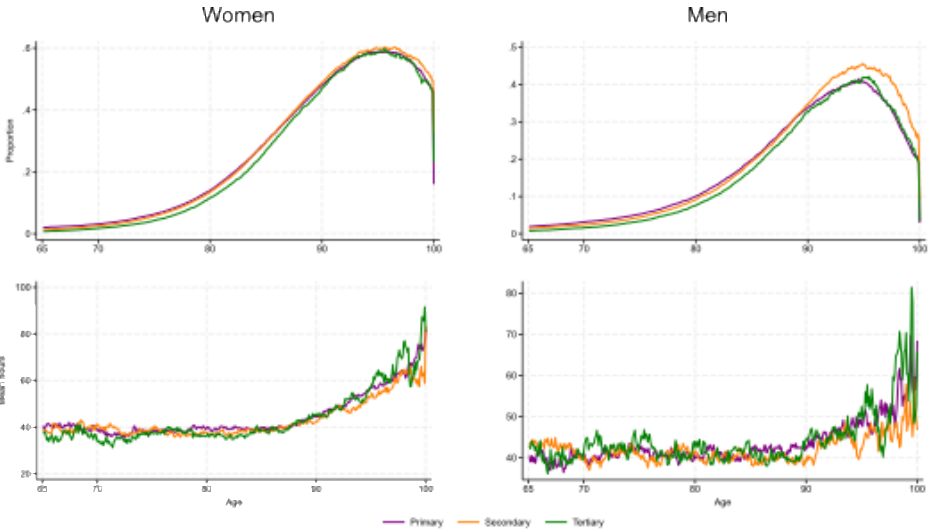 Women Men
.6 .5
.4 .4
.3
.2 .2
.1
0 0
Proportion
65 70 80 90 100 65 70 80 90 100
100 80
80 70
60 60
50
40 40
20
hours
65 70 80 90 100 65 70 80 90 100
Age Age
Primary Secondary Tertiary